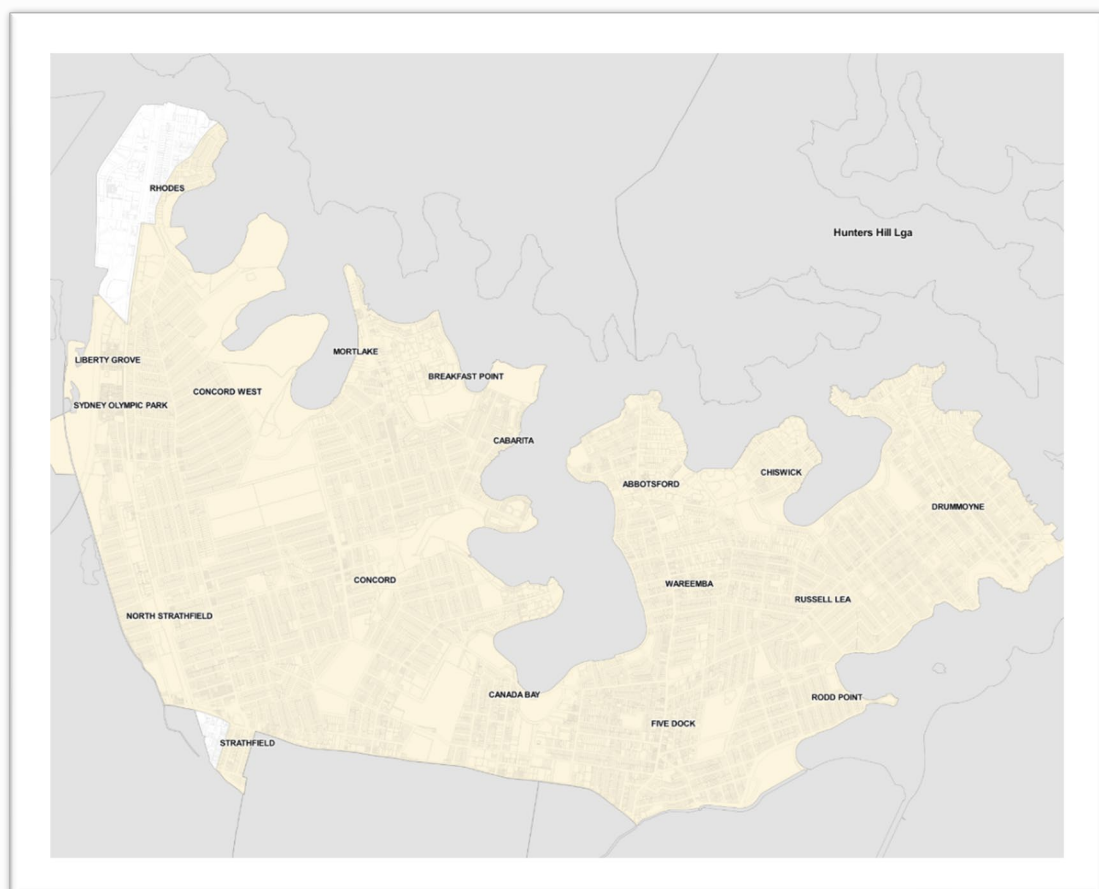 RHODES
Hunters Hill Lga
LIBERTY GROVE
MORTLAKE
BREAKFAST POINT
CONCORD WEST
SYDNEY OLYMPIC PARK
CABARITA
CHISWICK
ABBOTSFORD
DRUMMOYNE
CONCORD
WAREEMBA
RUSSELL LEA
NORTH STRATHFIELD
CANADA BAY
RODD POINT
FIVE DOCK
STRATHFIELD